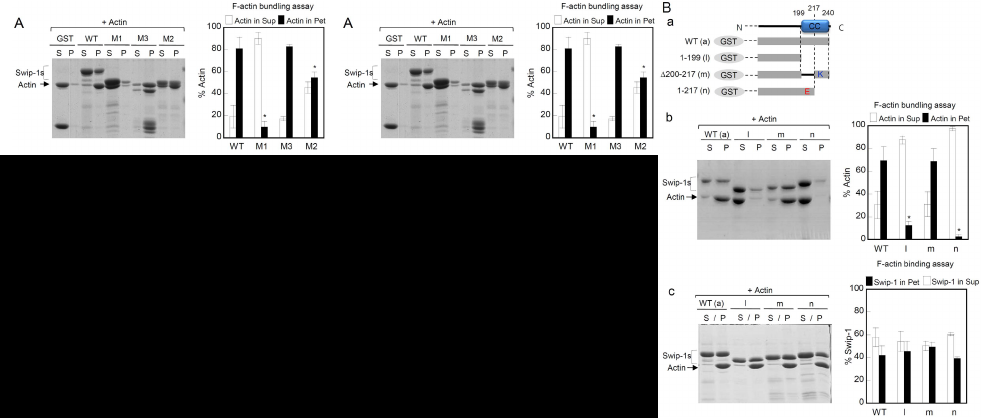 A
+ Actin
GST WT M1 M3 M2
S P S P S P S P S P
Swip-1s
Actin
F-actin bundling assay
Actin in Sup Actin in Pet
% Actin
100
80
60
40
20
0
* *
WT M1 M3 M2
A
+ Actin
GST WT M1 M3 M2
S P S P S P S P S P
Swip-1s
Actin
F-actin bundling assay
Actin in Sup Actin in Pet
% Actin
100
80
60
40
20
0
* *
WT M1 M3 M2
B
a
217
199 240
N CC C
WT (a) GST
1-199 (l) GST
Δ200-217 (m) GST K
1-217 (n) GST E
b
+ Actin
WT (a) l m n
S P S P S P S P
Swip-1s
Actin
F-actin bundling assay
Actin in Sup Actin in Pet
% Actin
100
80
60
40
20
0
* *
WT l m n
c
+ Actin
WT (a) l m n
S / P S / P S / P S / P
Swip-1s
Actin
F-actin binding assay
Swip-1 in Pet Swip-1 in Sup
% Swip-1
100
80
60
40
20
0
WT l m n